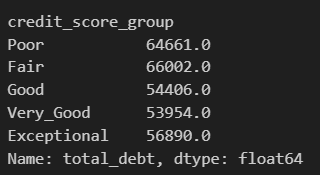 credit_score_group
Poor 64661.0
Fair 66002.0
Good 54406.0
Very_Good 53954.0
Exceptional 56890.0
Name: total_debt, dtype: float64